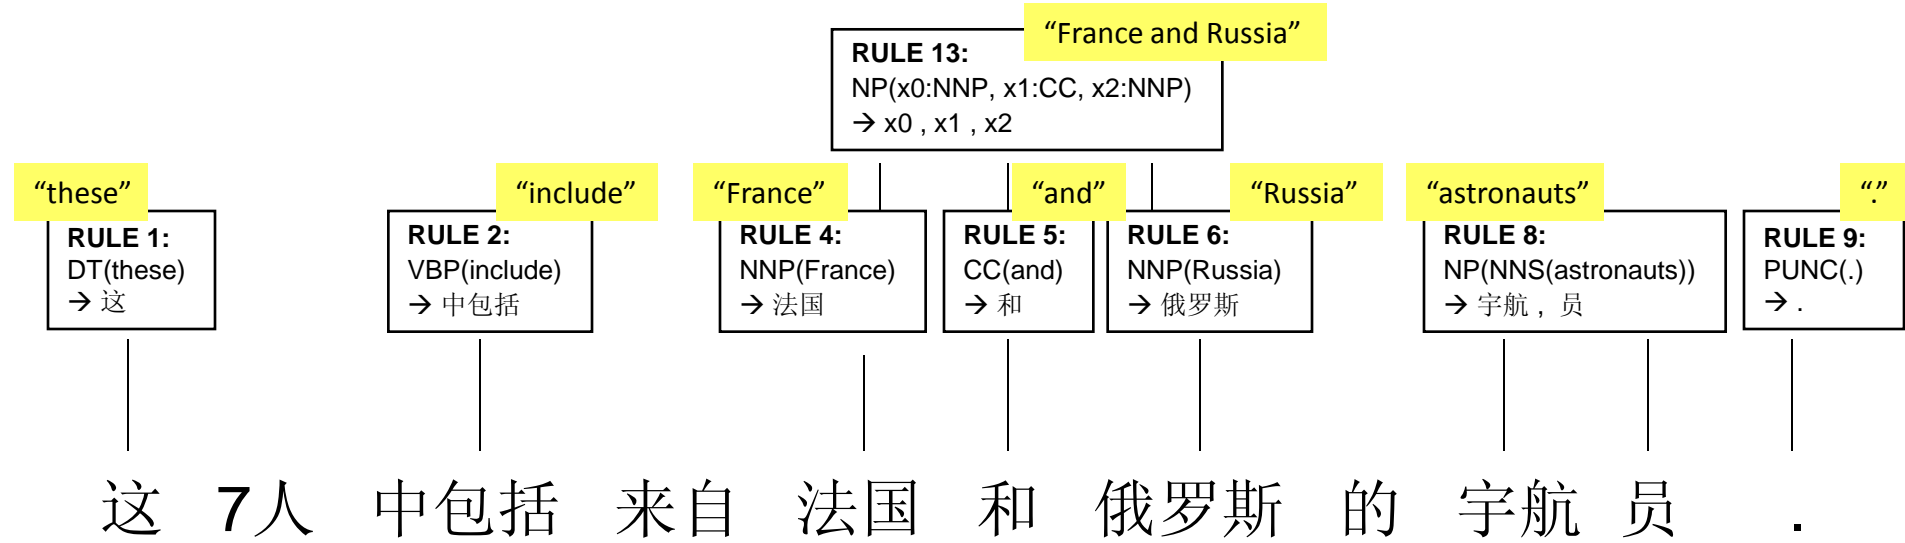 “France and Russia”
RULE 13:
NP(x0:NNP, x1:CC, x2:NNP)
→ x0 , x1 , x2
“these”
RULE 1:
DT(these)
→ 这
“include”
RULE 2:
VBP(include)
→ 中包括
“France”
RULE 4:
NNP(France)
→ 法国
“and”
RULE 5:
CC(and)
→ 和
“Russia”
RULE 6:
NNP(Russia)
→ 俄罗斯
“astronauts”
RULE 8:
NP(NNS(astronauts))
→ 宇航 , 员
“.”
RULE 9:
PUNC(.)
→ .
这 7人 中包括 来自 法国 和 俄罗斯 的 宇航 员 .